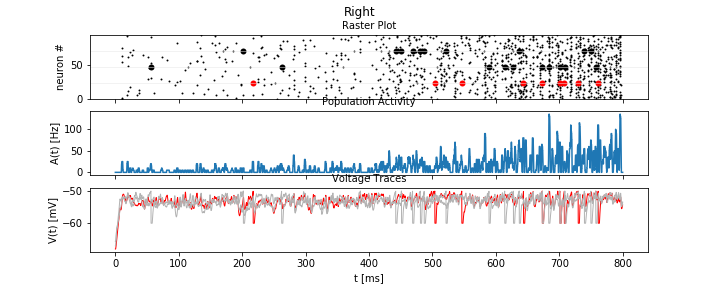 Right
Raster Plot
neuron #
50
0
Population Activity
A(t) [Hz]
100
50
0
Voltage Traces
V(t) [mV]
−50
−60
0 100 200 300 400 500 600 700 800
t [ms]